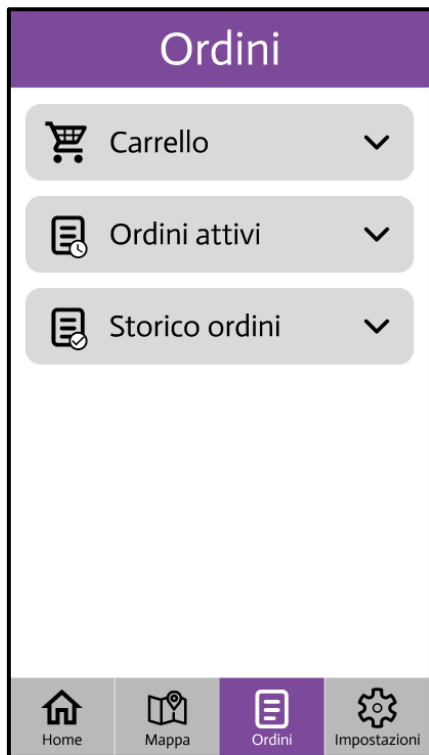 Ordini
Carrello
Ordini attivi
Storico ordini
Home
Mappa
Ordini
Impostazioni